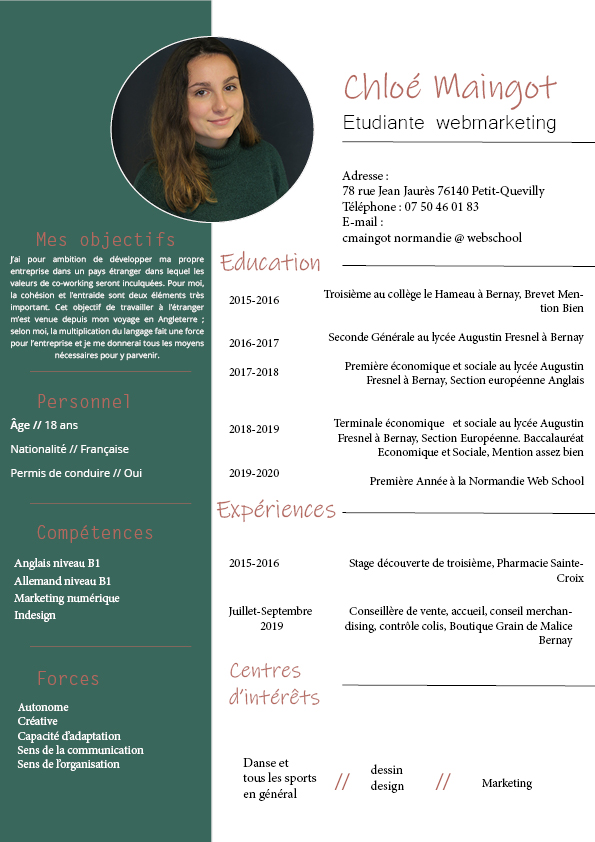 Chloé Maingot
Etudiante webmarketing
Adresse :
78 rue Jean Jaurès 76140 Petit-Quevilly
Téléphone : 07 50 46 01 83
E-mail :
cmaingot normandie @ webschool
Mes objectifs
J'ai pour ambition de développer ma propre
entreprise dans un pays étranger dans lequel les
valeurs de co-working seront inculquées. Pour moi,
la cohésion et l'entraide sont deux éléments très
important. Cet objectif de travailler à l'étranger
m'est venue depuis mon voyage en Angleterre ;
selon moi, la multiplication du langage fait une force
pour l'entreprise et je me donnerai tous les moyens
nécessaires pour y parvenir.
Personnel
Âge // 18 ans
Nationalité // Française
Permis de conduire // Oui
Compétences
Anglais niveau B1
Allemand niveau B1
Marketing numérique
Indesign
Forces
Autonome
Créative
Capacité d'adaptation
Sens de la communication
Sens de l'organisation
Education
2015-2016
Troisième au collège le Hameau à Bernay, Brevet Men-
tion Bien
2016-2017
Seconde Générale au lycée Augustin Fresnel à Bernay
2017-2018
Première économique et sociale au lycée Augustin
Fresnel à Bernay, Section européenne Anglais
2018-2019
Terminale économique et sociale au lycée Augustin
Fresnel à Bernay, Section Européenne. Baccalauréat
Economique et Sociale, Mention assez bien
2019-2020
Première Année à la Normandie Web School
Expériences
2015-2016
Stage découverte de troisième, Pharmacie Sainte-
Croix
Juillet-Septembre
2019
Conseillère de vente, accueil, conseil merchan-
dising, contrôle colis, Boutique Grain de Malice
Bernay
Centres
d'intérêts
Danse et
tous les sports
en général
//
dessin
design
//
Marketing